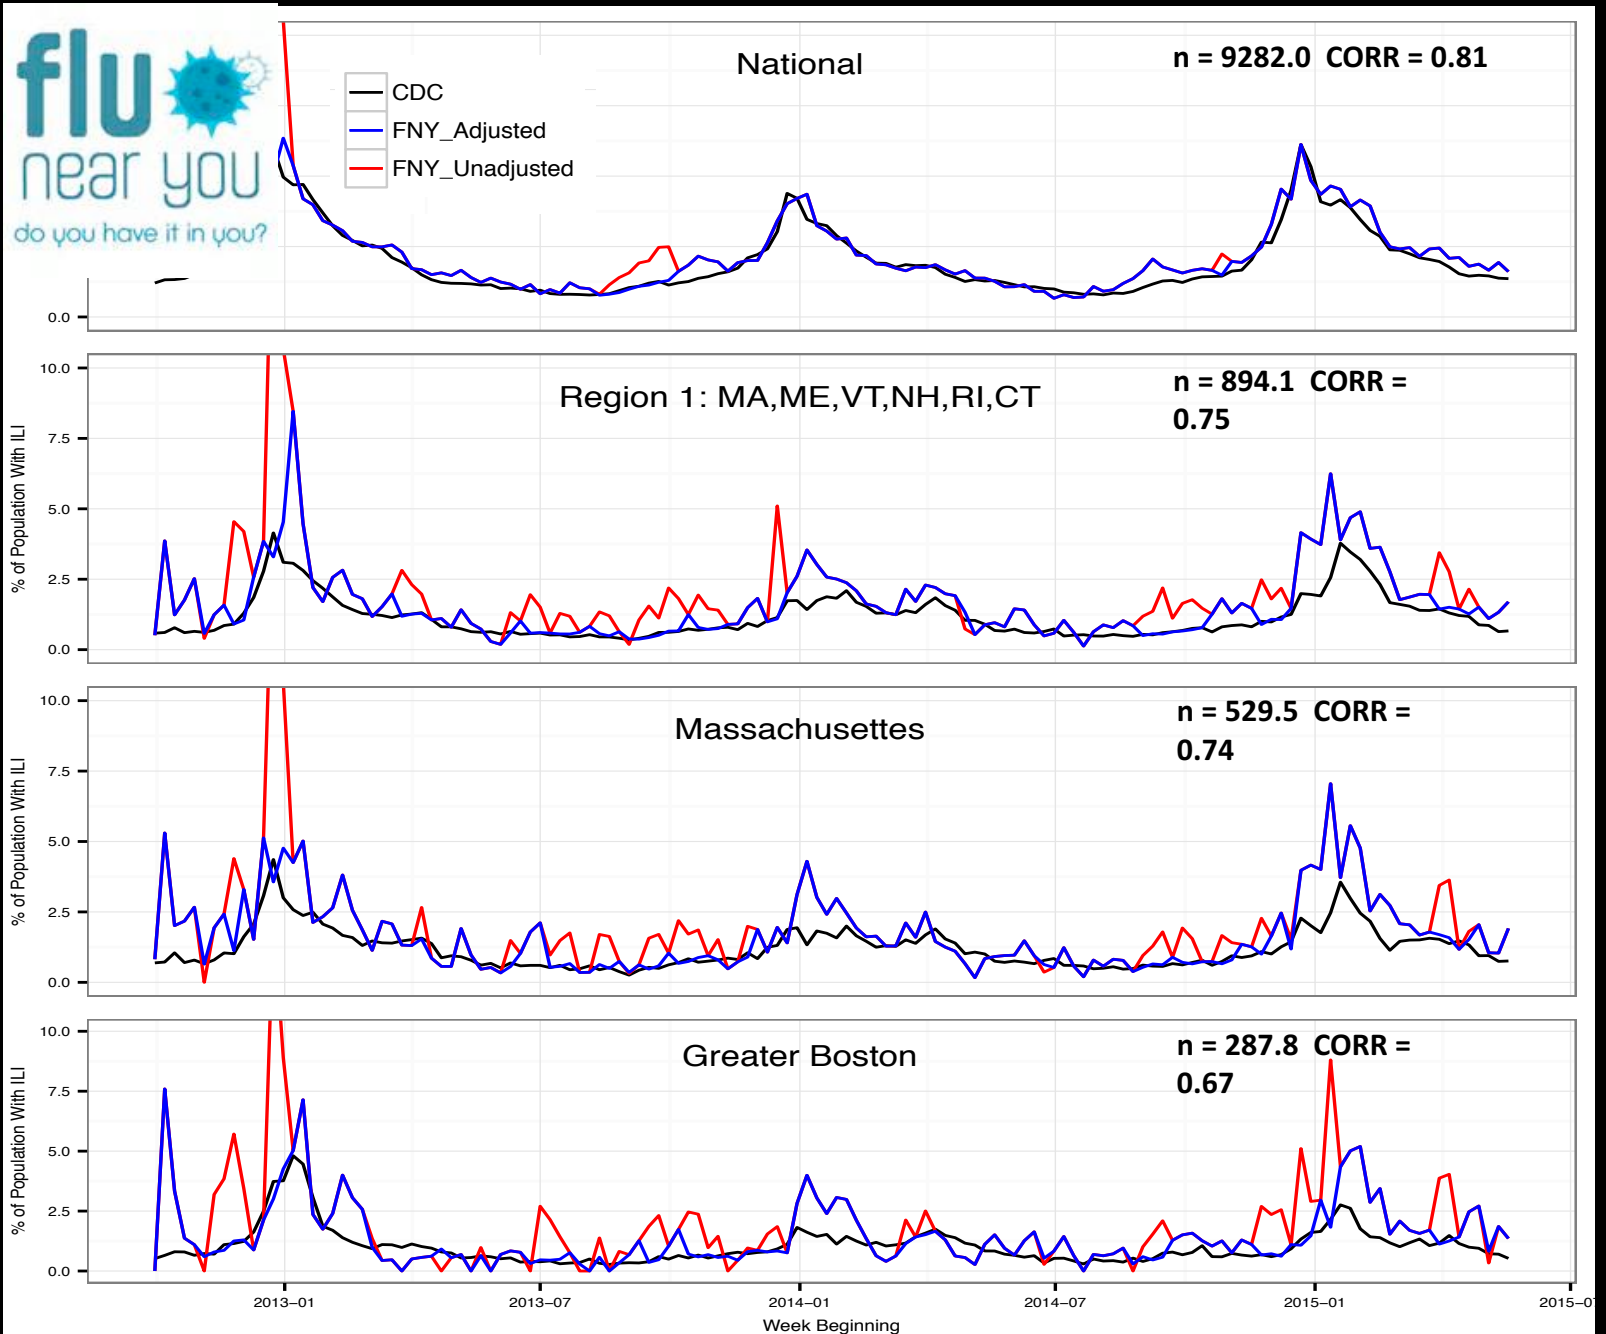 flu
near you
do you have it in you?
CDC
FNY_Adjusted
FNY_Unadjusted
National
n = 9282.0 CORR = 0.81
0.0
10.0
7.5
5.0
2.5
0.0
% of Population With ILI
Region 1: MA,ME,VT,NH,RI,CT
n = 894.1 CORR =
0.75
10.0
7.5
5.0
2.5
0.0
% of Population With ILI
Massachusettes
n = 529.5 CORR =
0.74
10.0
7.5
5.0
2.5
0.0
% of Population With ILI
Greater Boston
n = 287.8 CORR =
0.67
2013–01
2013–07
2014–01
2014–07
2015–01
2015–0
Week Beginning